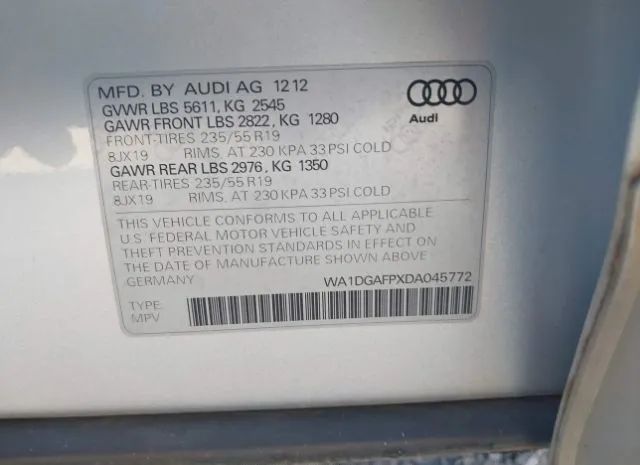 MFD. BY AUDI AG 12 12
GVWR LBS 5611, KG 2545
GAWR FRONT LBS 2822, KG 1280
FRONT-TIRES 235/55 R19
8JX19 RIMS, AT 230 KPA 33 PSI COLD
GAWR REAR LBS 2976, KG 1350
REAR-TIRES 235/55 R19
8JX19 RIMS, AT 230 KPA 33 PSI COLD
Audi
THIS VEHICLE CONFORMS TO ALL APPLICABLE
U.S. FEDERAL MOTOR VEHICLE SAFETY AND
THEFT PREVENTION STANDARDS IN EFFECT ON
THE DATE OF MANUFACTURE SHOWN ABOVE
GERMANY WA1DGAFPXDA045772
TYPE:
MPV